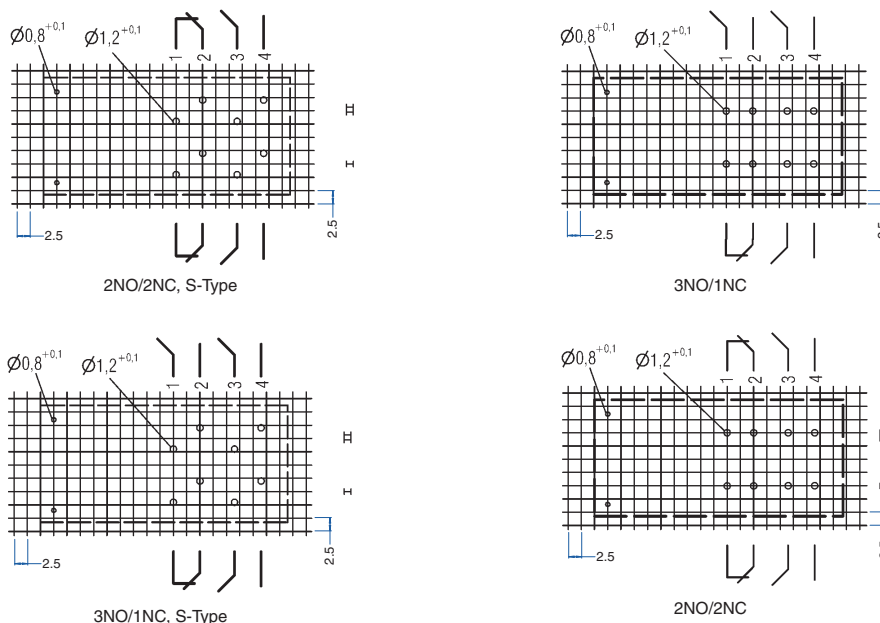 Ø0,8+0,1 Ø1,2+0,1
1 2 3 4
II
I
2.5
2.5
2NO/2NC, S-Type
Ø0,8+0,1 Ø1,2+0,1
1 2 3 4
2.5
3NO/1NC
Ø0,8+0,1 Ø1,2+0,1
1 2 3 4
II
I
2.5
2.5
3NO/1NC, S-Type
Ø0,8+0,1 Ø1,2+0,1
1 2 3 4
2.5
2NO/2NC